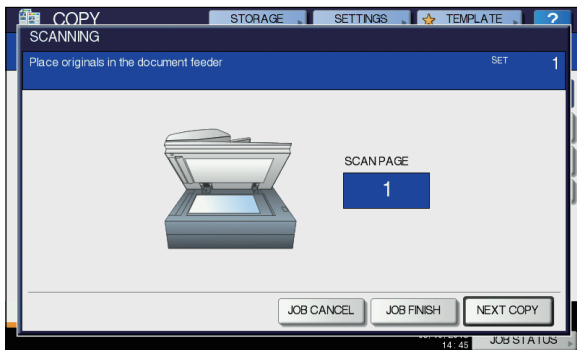 COPY STORAGE SETTINGS TEMPLATE ?
SCANNING
Place originals in the document feeder SET 1
SCAN PAGE
1
JOB CANCEL JOB FINISH NEXT COPY
14:45 JOB STATUS